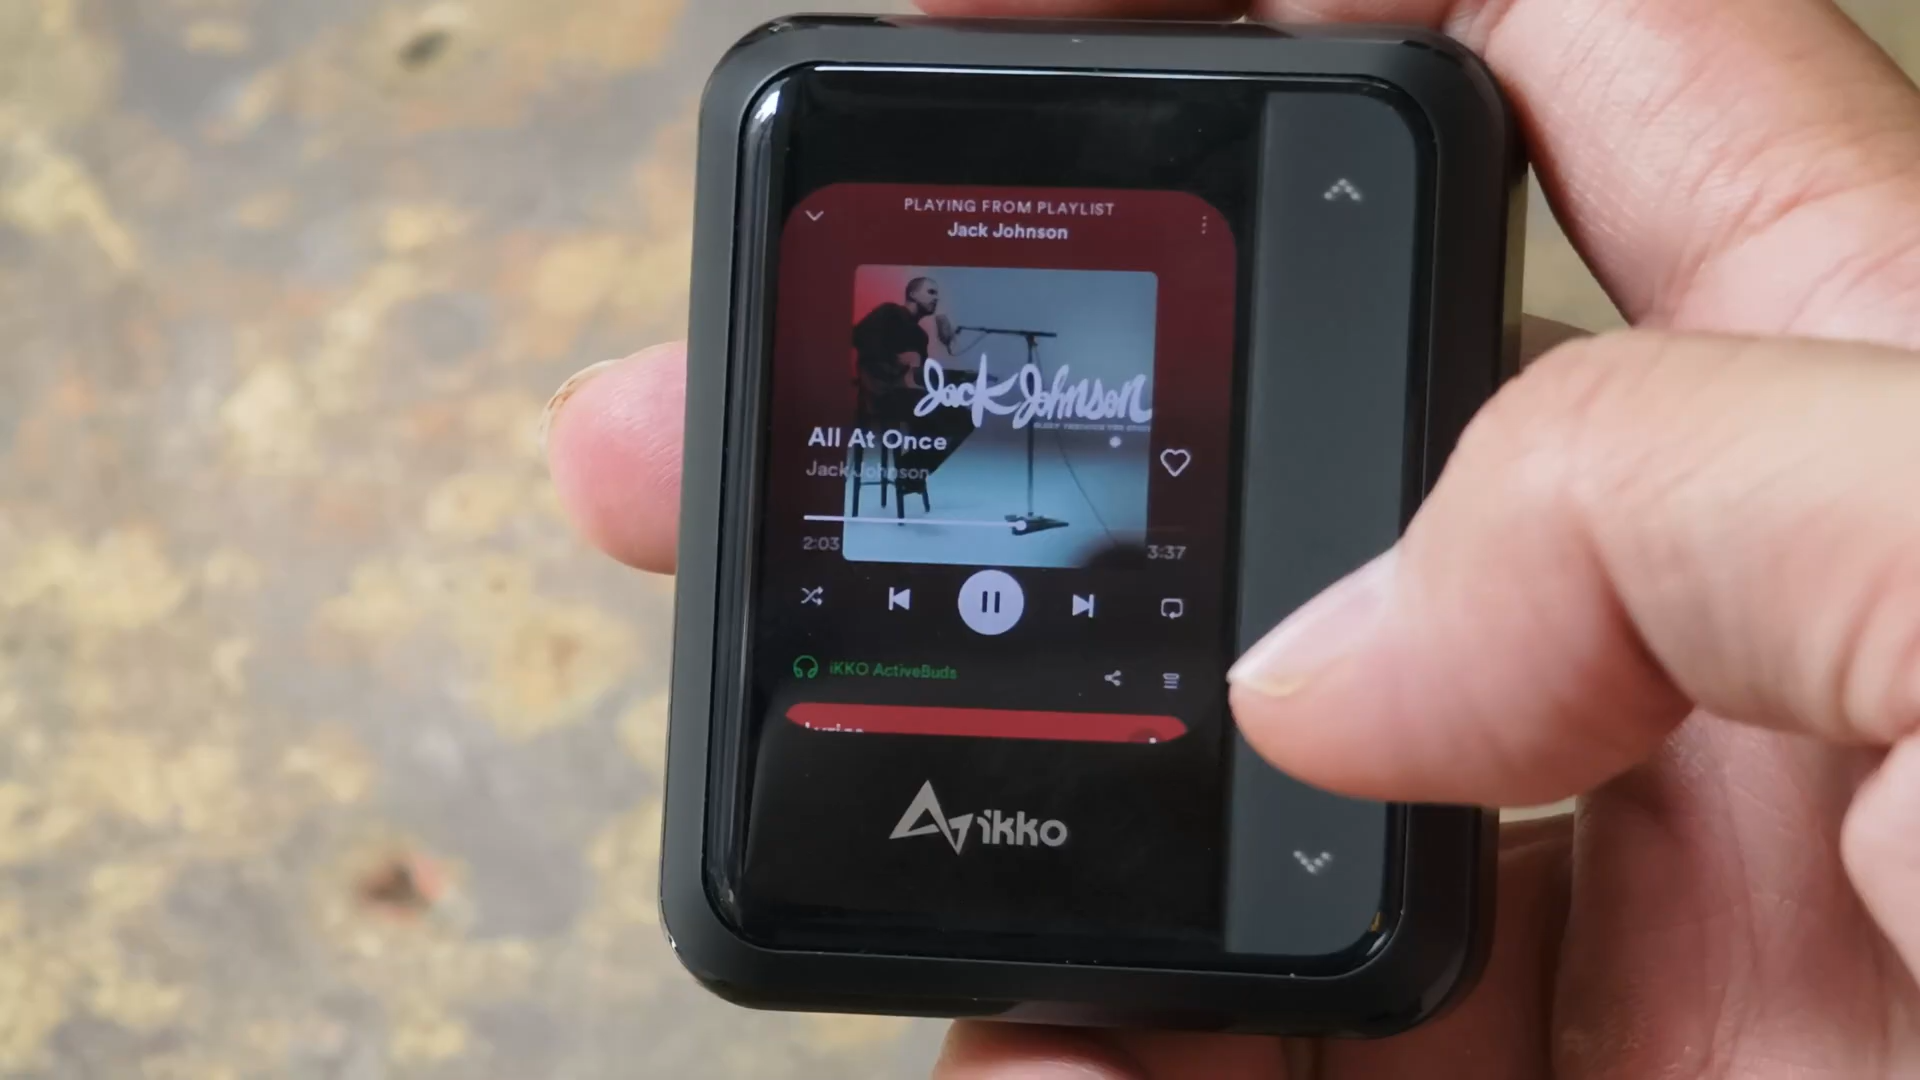 PLAYING FROM PLAYLIST
Jack Johnson
Jack Johnson
All At Once
Jack Johnson
2:03
3:37
iKKO ActiveBuds
Lyrics
ikko